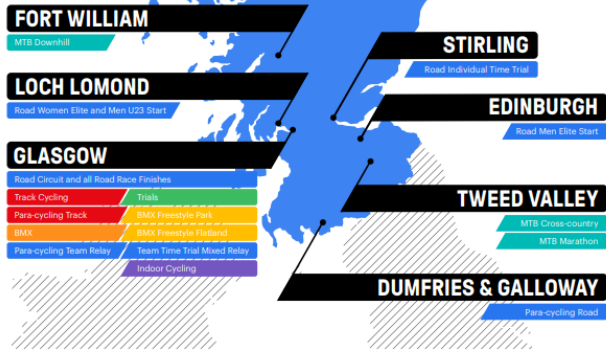 FORT WILLIAM
MTB Downhill
LOCH LOMOND
Road Women Elite and Men U23 Start
GLASGOW
Road Circuit and all Road Race Finishes
Track Cycling
Trials
Para-cycling Track
BMX Freestyle Park
BMX
BMX Freestyle Flatland
Para-cycling Team Relay
Team Time Trial Mixed Relay
Indoor Cycling
STIRLING
Road Individual Time Trial
EDINBURGH
Road Men Elite Start
TWEED VALLEY
MTB Cross-country
MTB Marathon
DUMFRIES & GALLOWAY
Para-cycling Road